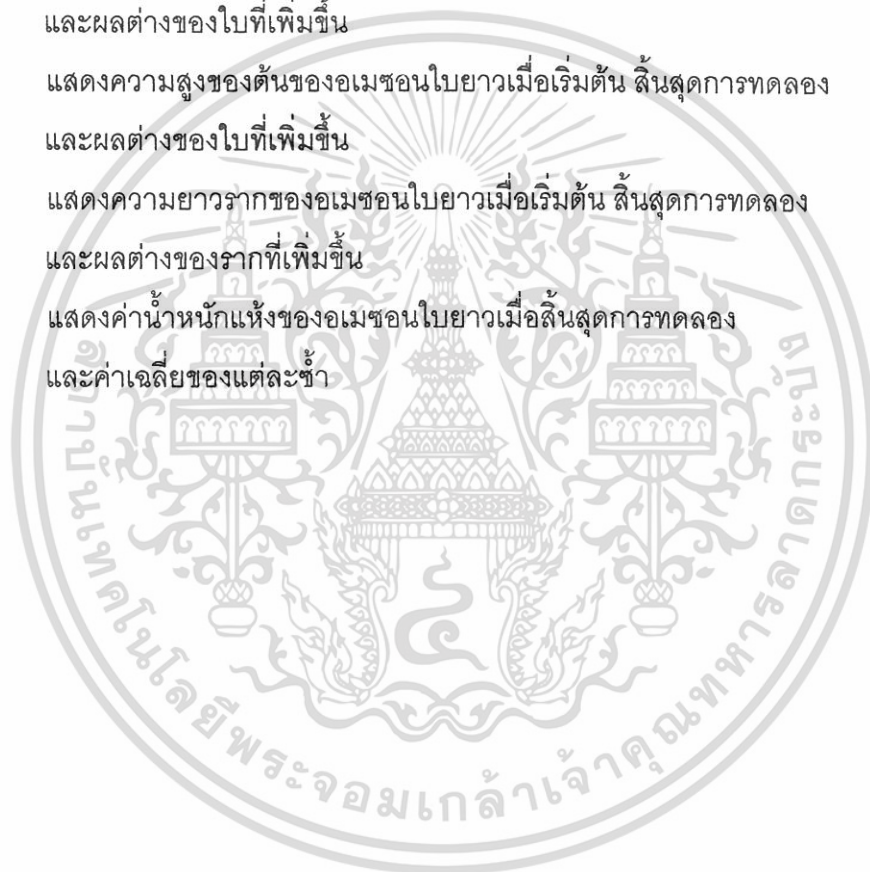 และผลต่างของใบที่เพิ่มขึ้น
แสดงความสูงของต้นของอเมซอนใบยาวเมื่อเริ่มต้น สิ้นสุดการทดลอง
และผลต่างของใบที่เพิ่มขึ้น
แสดงความยาวรากของอเมซอนใบยาวเมื่อเริ่มต้น สิ้นสุดการทดลอง
และผลต่างของรากที่เพิ่มขึ้น
แสดงค่าน้ำหนักแห้งของอเมซอนใบยาวเมื่อสิ้นสุดการทดลอง
และค่าเฉลี่ยของแต่ละซ้ำ
สถาบันเทคโนโลยีพระจอมเกล้าเจ้าคุณทหารลาดกระบัง
๔